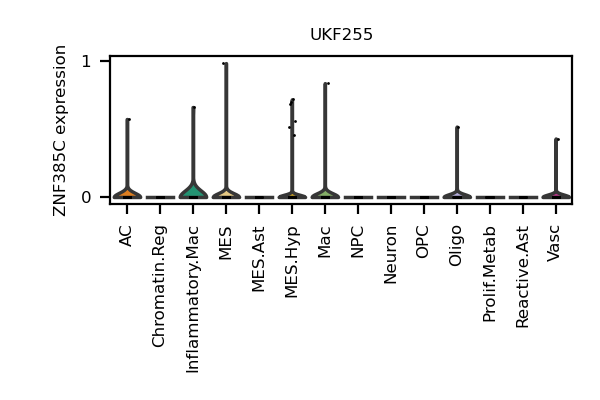 UKF255
ZNF385C expression
1
0
AC
Chromatin.Reg
Inflammatory.Mac
MES
MES.Ast
MES.Hyp
Mac
NPC
Neuron
OPC
Oligo
Prolif.Metab
Reactive.Ast
Vasc